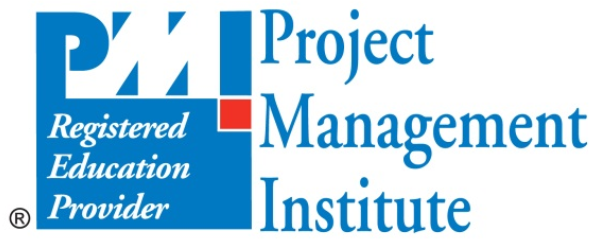 PMI
Registered
Education
Provider
®
Project
Management
Institute